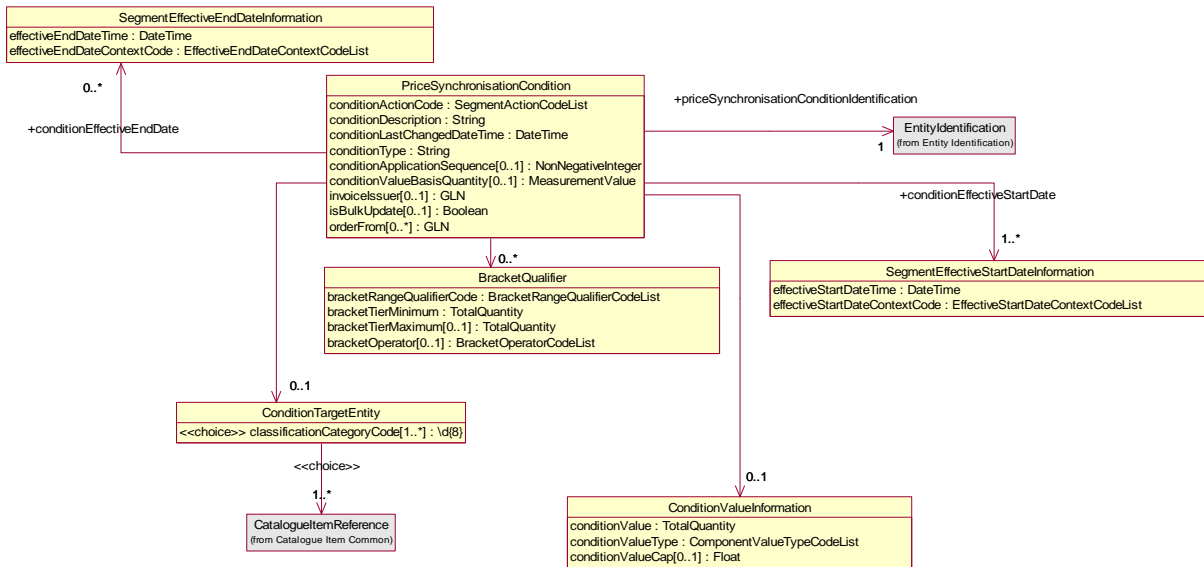 SegmentEffectiveEndDateInformation
effectiveEndDateTime : DateTime
effectiveEndDateContextCode : EffectiveEndDateContextCodeList
0..*
+conditionEffectiveEndDate
PriceSynchronisationCondition
conditionActionCode : SegmentActionCodeList
conditionDescription : String
conditionLastChangedDateTime : DateTime
conditionType : String
conditionApplicationSequence[0..1] : NonNegativeInteger
conditionValueBasisQuantity[0..1] : MeasurementValue
invoiceIssuer[0..1] : GLN
isBulkUpdate[0..1] : Boolean
orderFrom[0..*] : GLN
+priceSynchronisationConditionIdentification
1
EntityIdentification
(from Entity Identification)
+conditionEffectiveStartDate
1..*
SegmentEffectiveStartDateInformation
effectiveStartDateTime : DateTime
effectiveStartDateContextCode : EffectiveStartDateContextCodeList
0..*
BracketQualifier
bracketRangeQualifierCode : BracketRangeQualifierCodeList
bracketTierMinimum : TotalQuantity
bracketTierMaximum[0..1] : TotalQuantity
bracketOperator[0..1] : BracketOperatorCodeList
0..1
ConditionTargetEntity
<<choice>> classificationCategoryCode[1..*] : \d{8}
<<choice>>
1..*
CatalogueItemReference
(from Catalogue Item Common)
0..1
ConditionValueInformation
conditionValue : TotalQuantity
conditionValueType : ComponentValueTypeCodeList
conditionValueCap[0..1] : Float